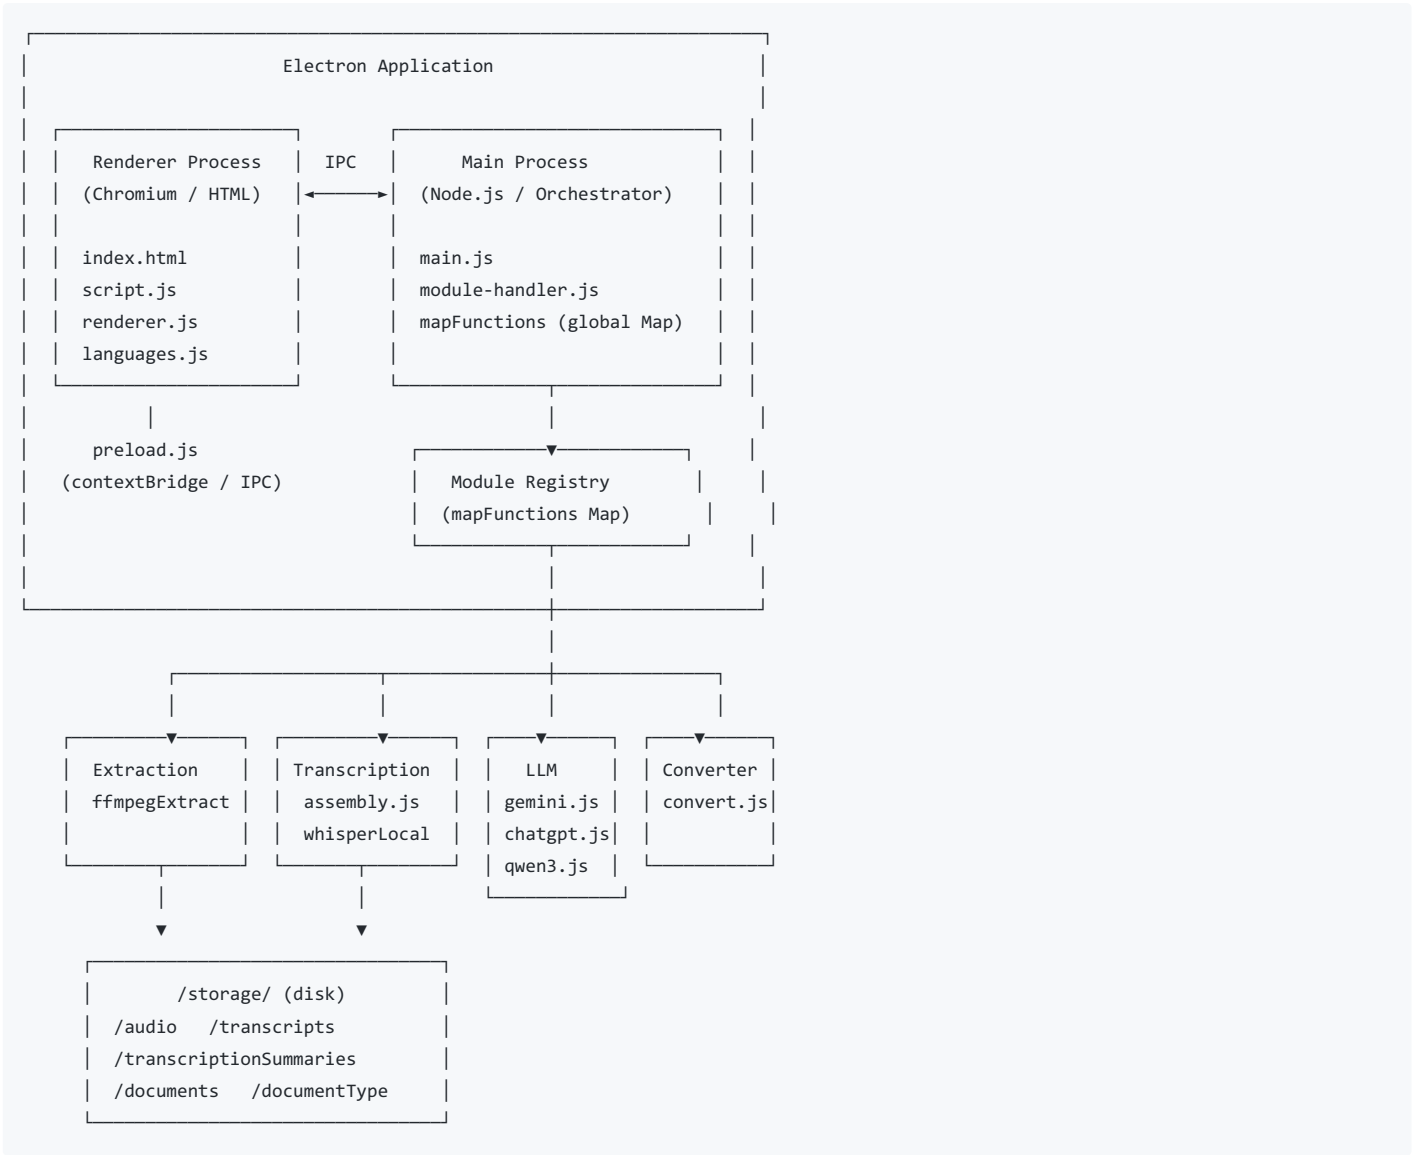 Electron Application
Renderer Process IPC Main Process
(Chromium / HTML) (Node.js / Orchestrator)
index.html main.js
script.js module-handler.js
renderer.js mapFunctions (global Map)
languages.js
preload.js
(contextBridge / IPC) Module Registry
(mapFunctions Map)
Extraction Transcription LLM Converter
ffmpegExtract assembly.js gemini.js convert.js
whisperLocal chatgpt.js
qwen3.js
/storage/ (disk)
/audio /transcripts
/transcriptionSummaries
/documents /documentType